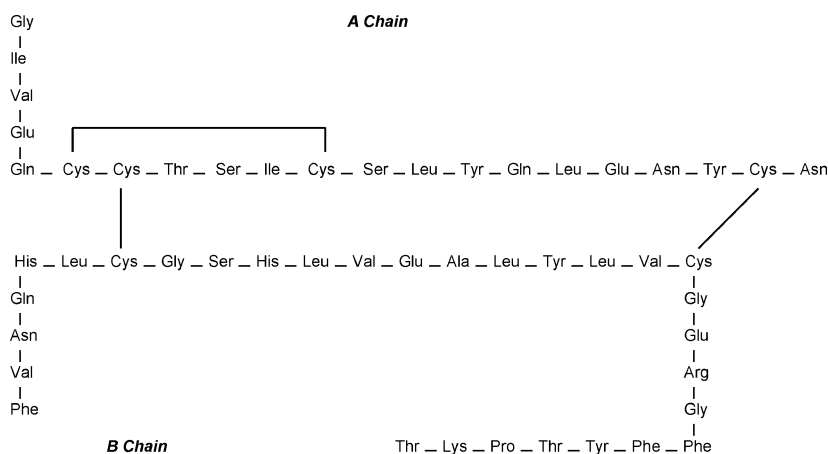 Gly
A Chain
Ile
Val
Glu
Gln – Cys – Cys – Thr – Ser – Ile – Cys – Ser – Leu – Tyr – Gln – Leu – Glu – Asn – Tyr – Cys – Asn
His – Leu – Cys – Gly – Ser – His – Leu – Val – Glu – Ala – Leu – Tyr – Leu – Val – Cys
Gln Gly
Asn Glu
Val Arg
Phe Gly
B Chain Thr – Lys – Pro – Thr – Tyr – Phe – Phe